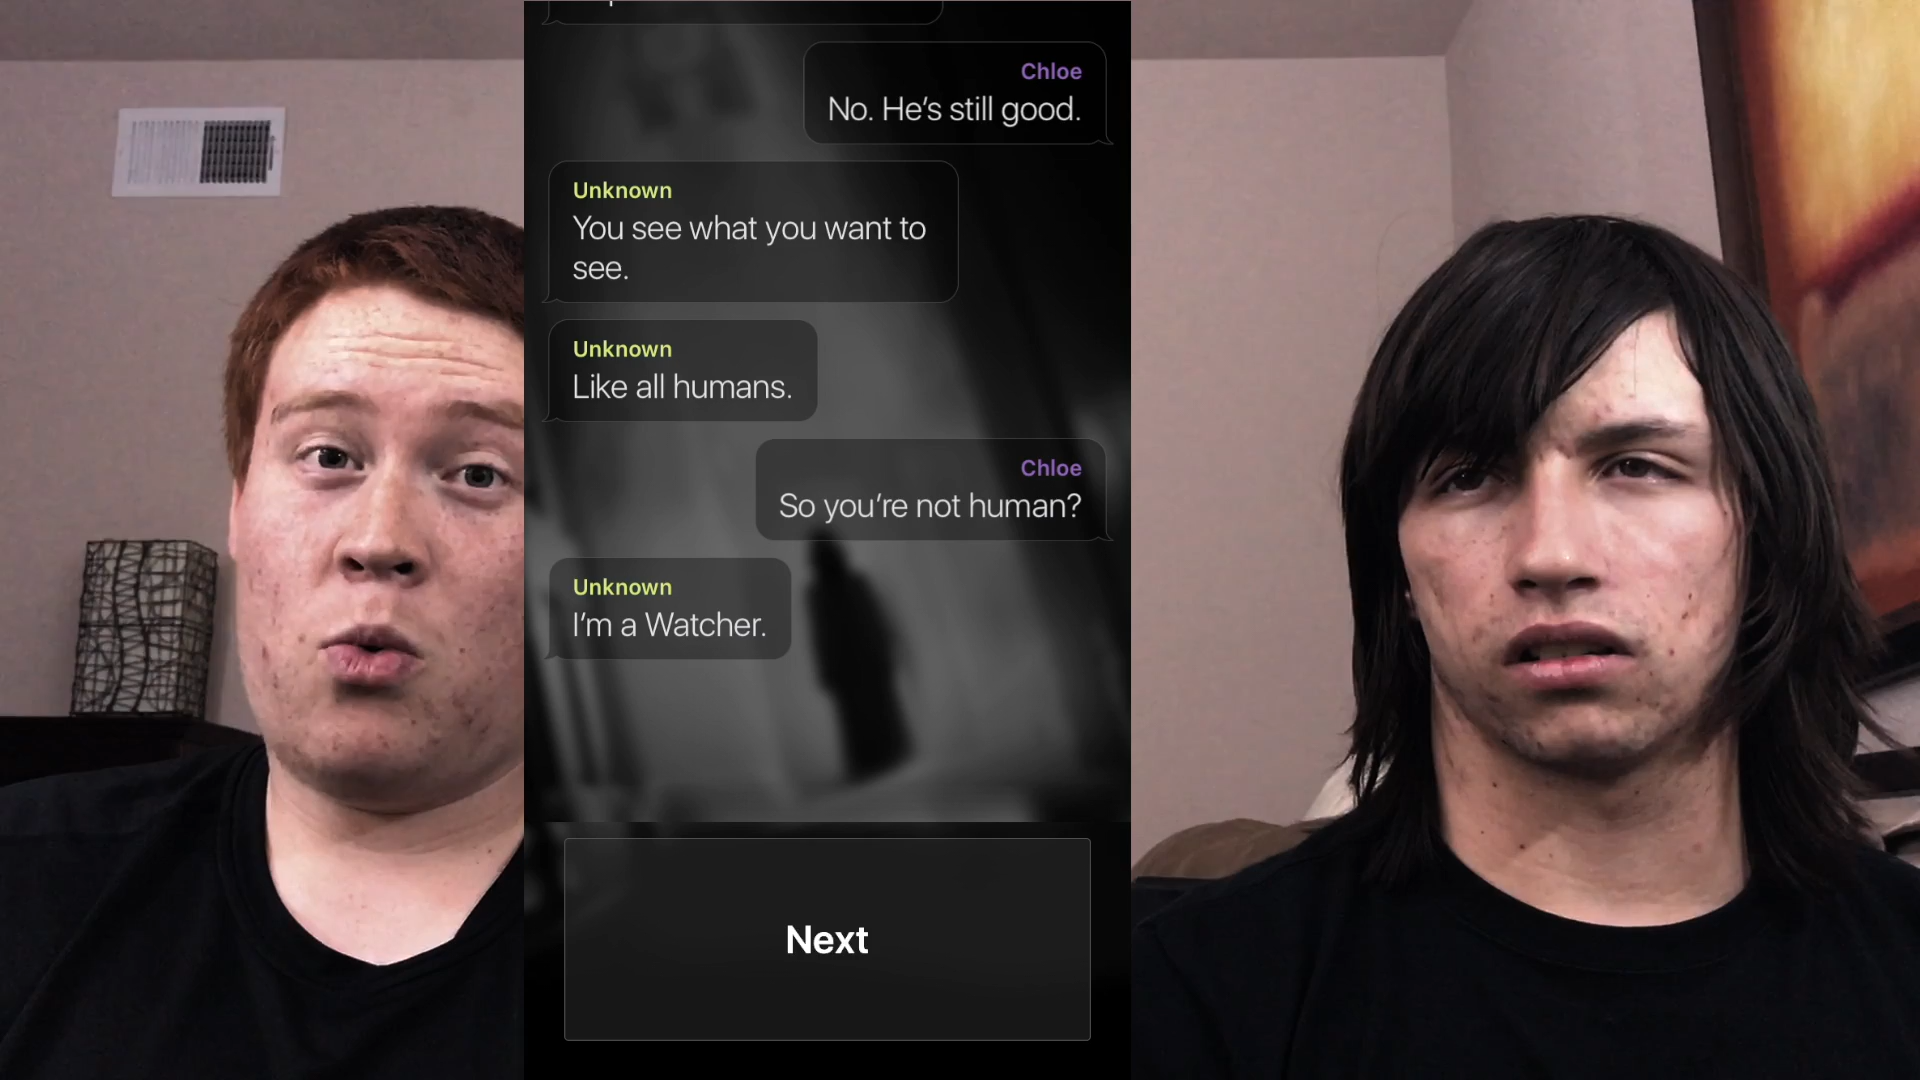 Chloe
No. He’s still good.
Unknown
You see what you want to
see.
Unknown
Like all humans.
Chloe
So you’re not human?
Unknown
I’m a Watcher.
Next